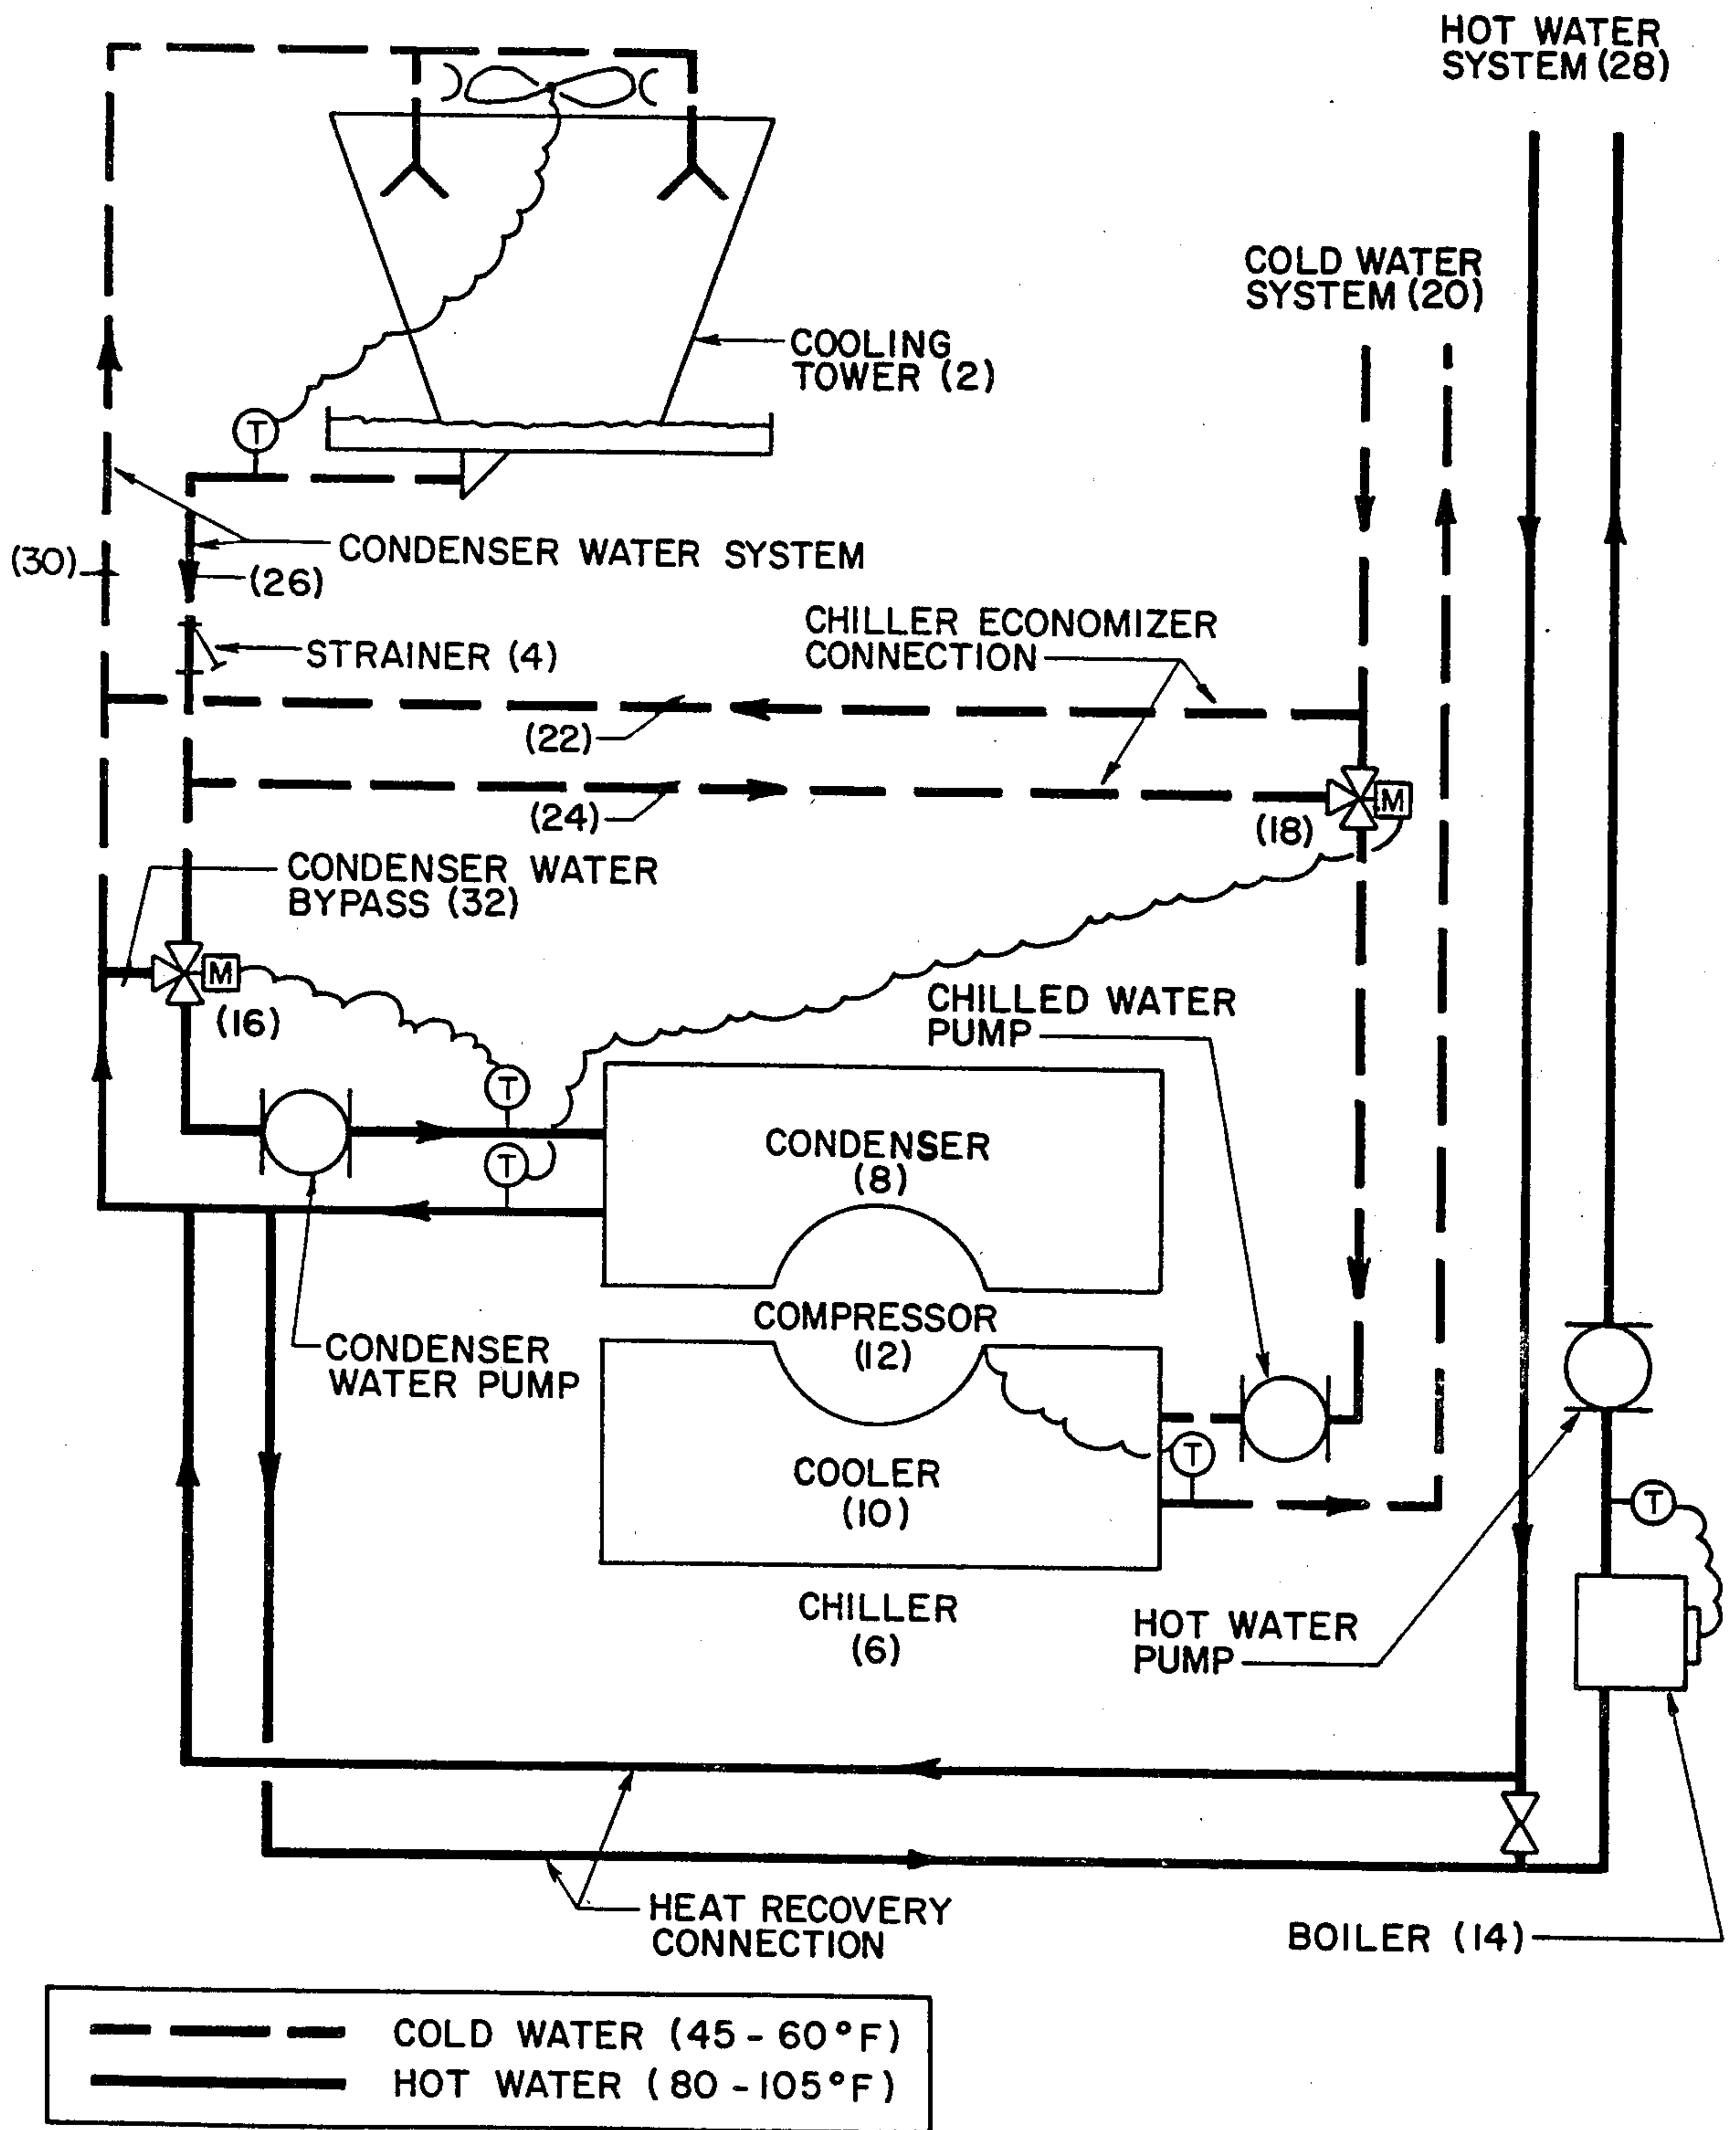 HOT WATER
SYSTEM (28)
COLD WATER
SYSTEM (20)
COOLING
TOWER (2)
T
CONDENSER WATER SYSTEM
(30)
(26)
STRAINER (4)
CHILLER ECONOMIZER
CONNECTION
(22)
(24)
M
(18)
CONDENSER WATER
BYPASS (32)
M
(16)
CHILLED WATER
PUMP
T
T
CONDENSER
(8)
COMPRESSOR
(12)
CONDENSER
WATER PUMP
T
COOLER
(10)
T
CHILLER
(6)
HOT WATER
PUMP
HEAT RECOVERY
CONNECTION
BOILER (14)
COLD WATER (45-60°F)
HOT WATER (80-105°F)